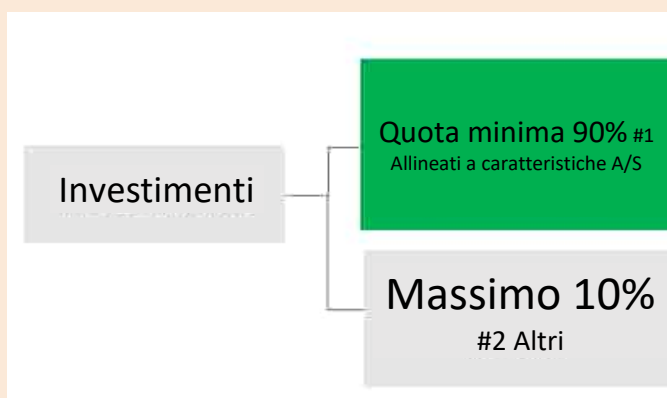 Investimenti
Quota minima 90% #1
Allineati a caratteristiche A/S
Massimo 10%
#2 Altri